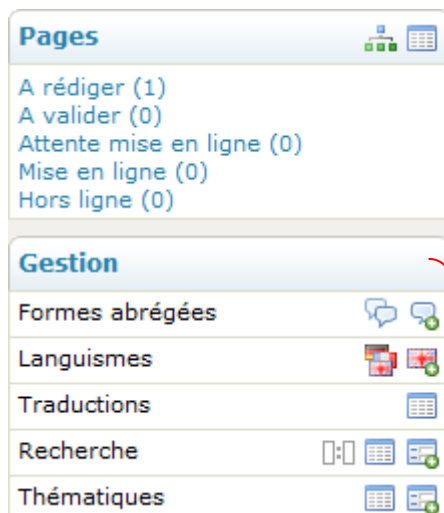 Pages
A rédiger (1)
A valider (0)
Attente mise en ligne (0)
Mise en ligne (0)
Hors ligne (0)
Gestion
Formes abrégées
Languismes
Traductions
Recherche
Thématiques